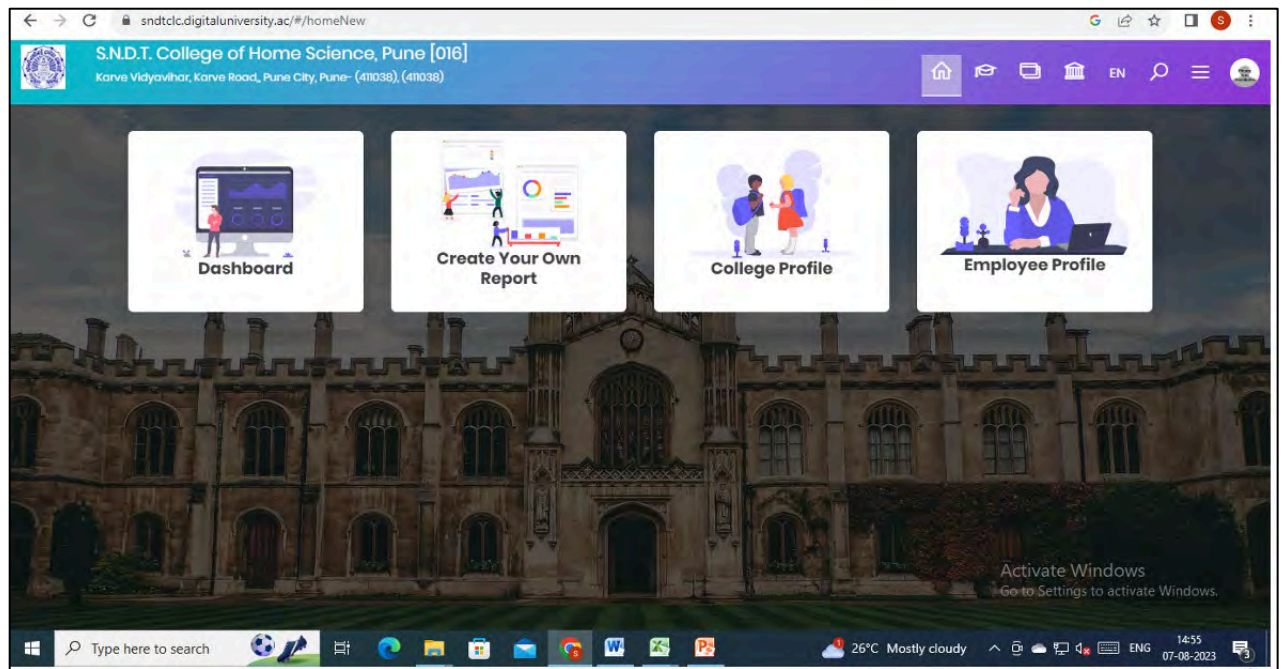 sndtclc.digitaluniversity.ac/#/homeNew
G
S
S.N.D.T. College of Home Science, Pune [016]
Karve Vidyavihar, Karve Road,, Pune City, Pune- (411038), (411038)
EN
Dashboard
Create Your Own
Report
College Profile
Employee Profile
Activate Windows
Go to Settings to activate Windows.
Type here to search
26°C Mostly cloudy
ENG
14:55
07-08-2023
3